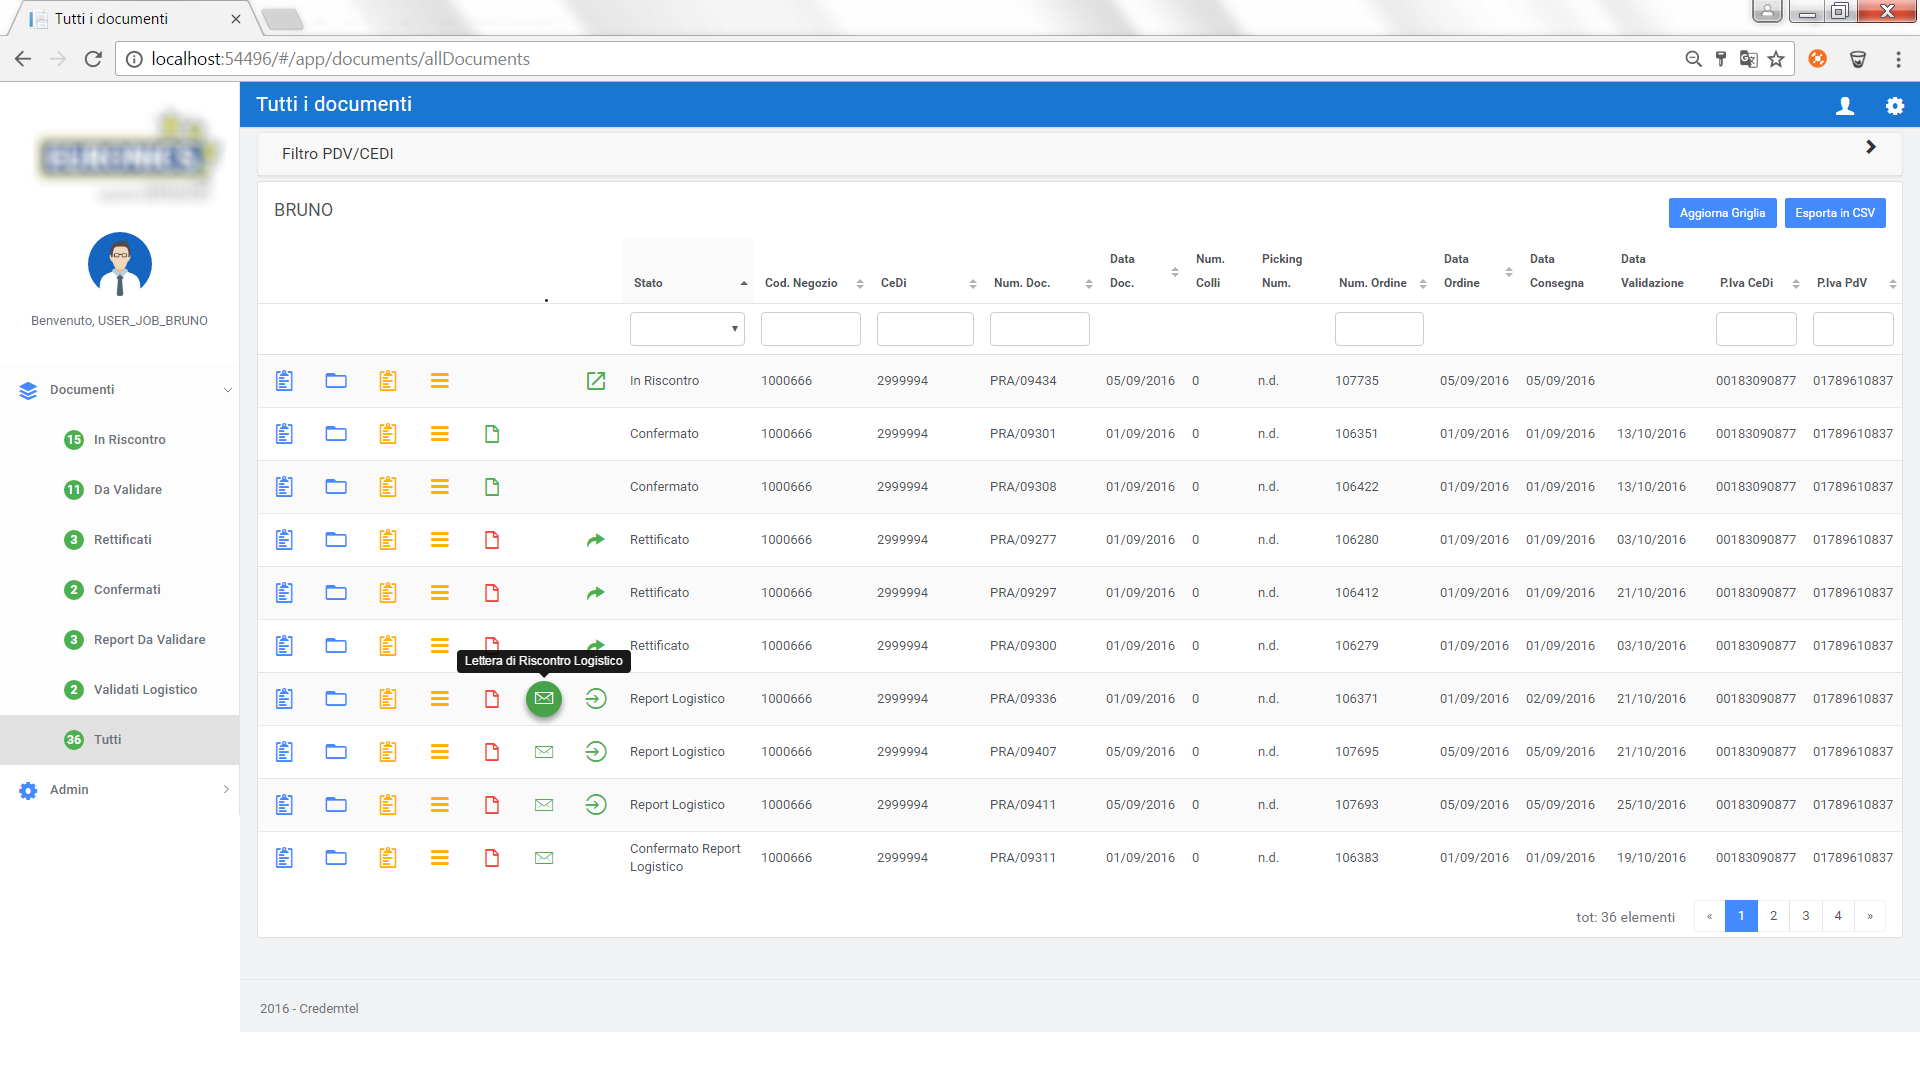 Tutti i documenti
localhost:54496/#/app/documents/allDocuments
Tutti i documenti
Filtro PDV/CEDI
BRUNO
Aggiorna Griglia Esporta in CSV
Benvenuto, USER_JOB_BRUNO
Documenti
15 In Riscontro
11 Da Validare
3 Rettificati
2 Confermati
3 Report Da Validare
2 Validati Logistico
36 Tutti
Admin
Stato Cod. Negozio CeDi Num. Doc. Data Doc. Num. Colli Picking Num. Num. Ordine Data Ordine Data Consegna Data Validazione P.Iva CeDi P.Iva PdV
In Riscontro 1000666 2999994 PRA/09434 05/09/2016 0 n.d. 107735 05/09/2016 05/09/2016 00183090877 01789610837
Confermato 1000666 2999994 PRA/09301 01/09/2016 0 n.d. 106351 01/09/2016 01/09/2016 13/10/2016 00183090877 01789610837
Confermato 1000666 2999994 PRA/09308 01/09/2016 0 n.d. 106422 01/09/2016 01/09/2016 13/10/2016 00183090877 01789610837
Rettificato 1000666 2999994 PRA/09277 01/09/2016 0 n.d. 106280 01/09/2016 01/09/2016 03/10/2016 00183090877 01789610837
Rettificato 1000666 2999994 PRA/09297 01/09/2016 0 n.d. 106412 01/09/2016 01/09/2016 21/10/2016 00183090877 01789610837
Rettificato 1000666 2999994 PRA/09300 01/09/2016 0 n.d. 106279 01/09/2016 01/09/2016 03/10/2016 00183090877 01789610837
Lettera di Riscontro Logistico
Report Logistico 1000666 2999994 PRA/09336 01/09/2016 0 n.d. 106371 01/09/2016 02/09/2016 21/10/2016 00183090877 01789610837
Report Logistico 1000666 2999994 PRA/09407 05/09/2016 0 n.d. 107695 05/09/2016 05/09/2016 21/10/2016 00183090877 01789610837
Report Logistico 1000666 2999994 PRA/09411 05/09/2016 0 n.d. 107693 05/09/2016 05/09/2016 25/10/2016 00183090877 01789610837
Confermato Report Logistico 1000666 2999994 PRA/09311 01/09/2016 0 n.d. 106383 01/09/2016 01/09/2016 19/10/2016 00183090877 01789610837
tot: 36 elementi « 1 2 3 4 »
2016 - Credemtel